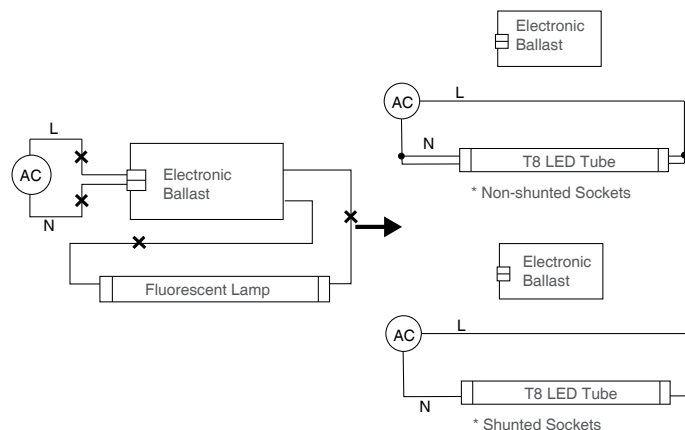 L
AC
N
Electronic
Ballast
Fluorescent Lamp
Electronic
Ballast
AC
L
N
T8 LED Tube
* Non-shunted Sockets
Electronic
Ballast
AC
L
N
T8 LED Tube
* Shunted Sockets